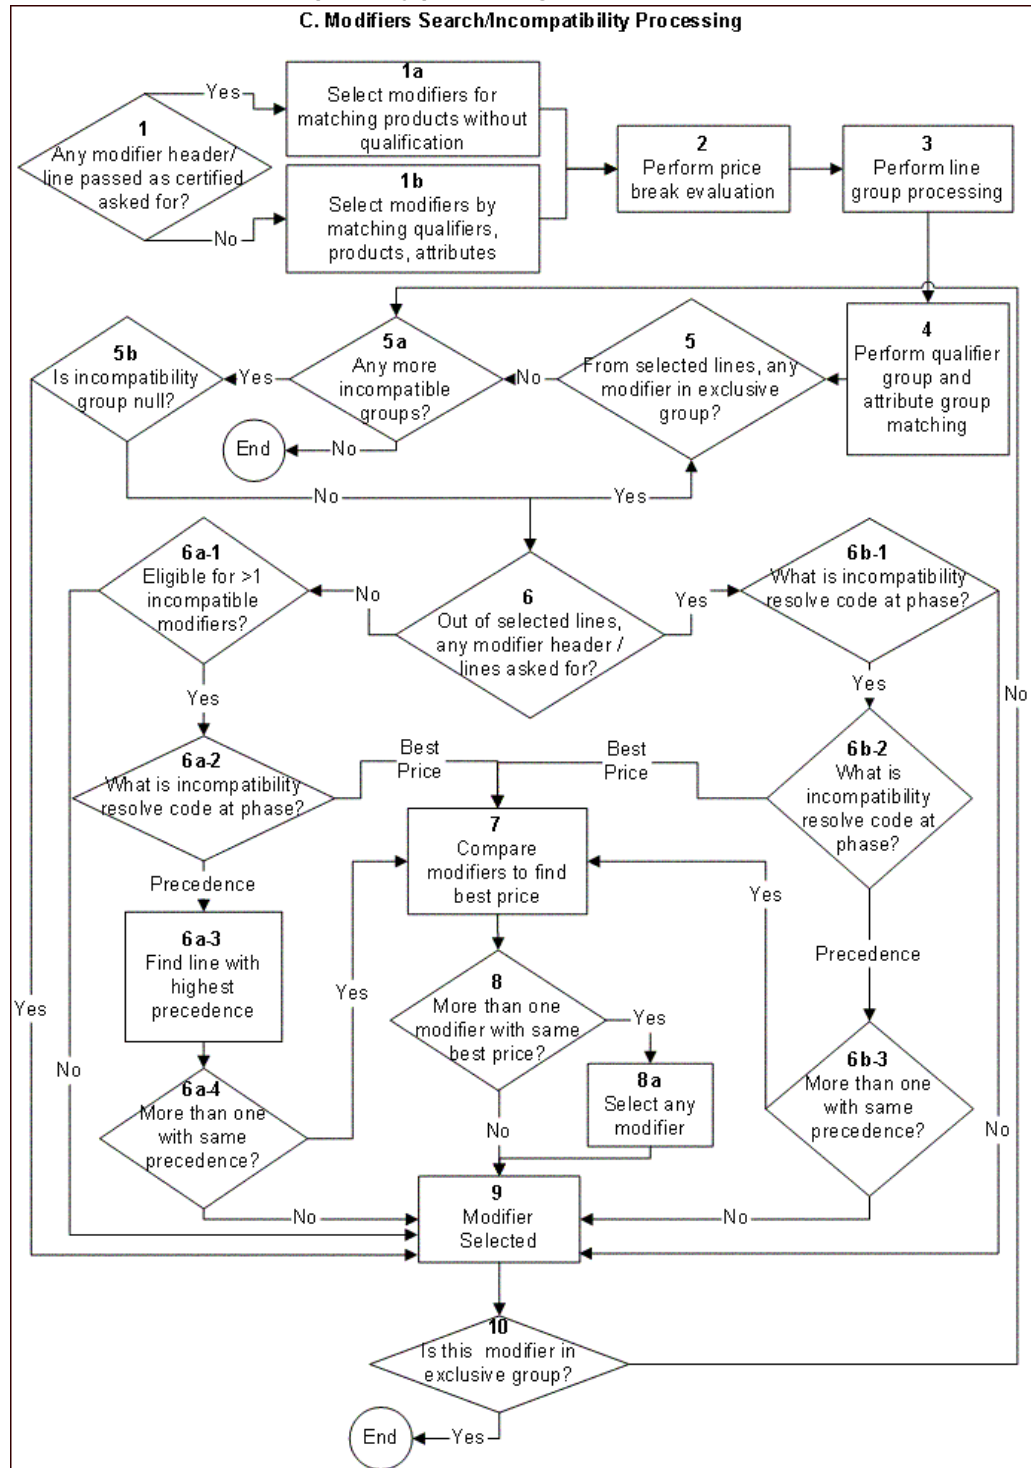 C. Modifiers Search/Incompatibility Processing
1
Any modifier header/
line passed as certified
asked for?
Yes
No
1a
Select modifiers for
matching products without
qualification
1b
Select modifiers by
matching qualifiers,
products, attributes
2
Perform price
break evaluation
3
Perform line
group processing
4
Perform qualifier
group and
attribute group
matching
5
From selected lines, any
modifier in exclusive
group?
No
5a
Any more
incompatible
groups?
Yes
5b
Is incompatibility
group null?
End
No
No
Yes
6
Out of selected lines,
any modifier header /
lines asked for?
No
Yes
6a-1
Eligible for >1
incompatible
modifiers?
6b-1
What is incompatibility
resolve code at phase?
Yes
Yes
No
6a-2
What is incompatibility
resolve code at phase?
Best
Price
Best
Price
6b-2
What is
incompatibility
resolve code at
phase?
7
Compare
modifiers to find
best price
Precedence
Yes
Precedence
6a-3
Find line with
highest
precedence
Yes
Yes
No
8
More than one
modifier with same
best price?
Yes
8a
Select any
modifier
6a-4
More than one
with same
precedence?
6b-3
More than one
with same
precedence?
No
No
No
No
9
Modifier
Selected
10
Is this modifier in
exclusive group?
End
Yes